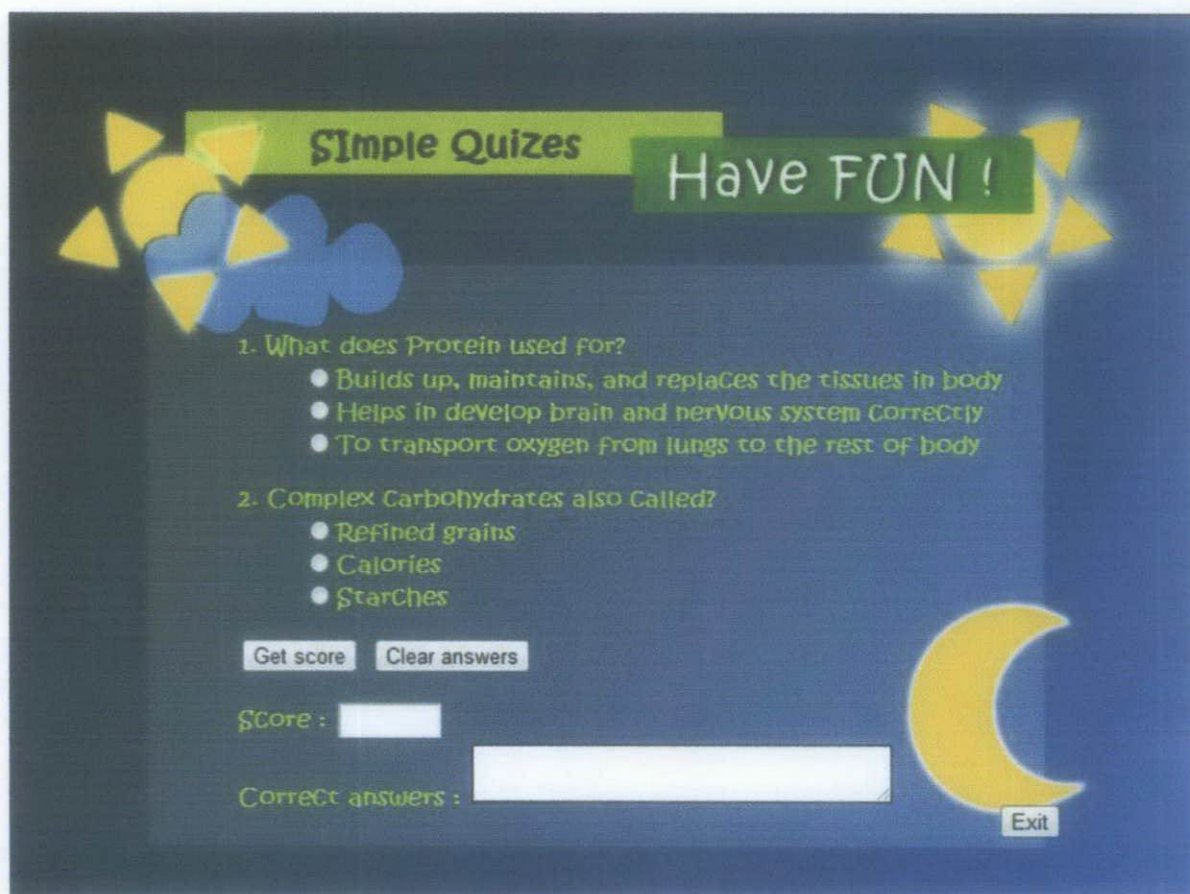 SImple Quizes
Have FUN !
1. What does Protein used for?
Builds up, maintains, and replaces the tissues in body
Helps in develop brain and nervous system correctly
To transport oxygen from lungs to the rest of body
2. Complex Carbohydrates also called?
Refined grains
Calories
Starches
Get score Clear answers
Score :
Correct answers :
Exit